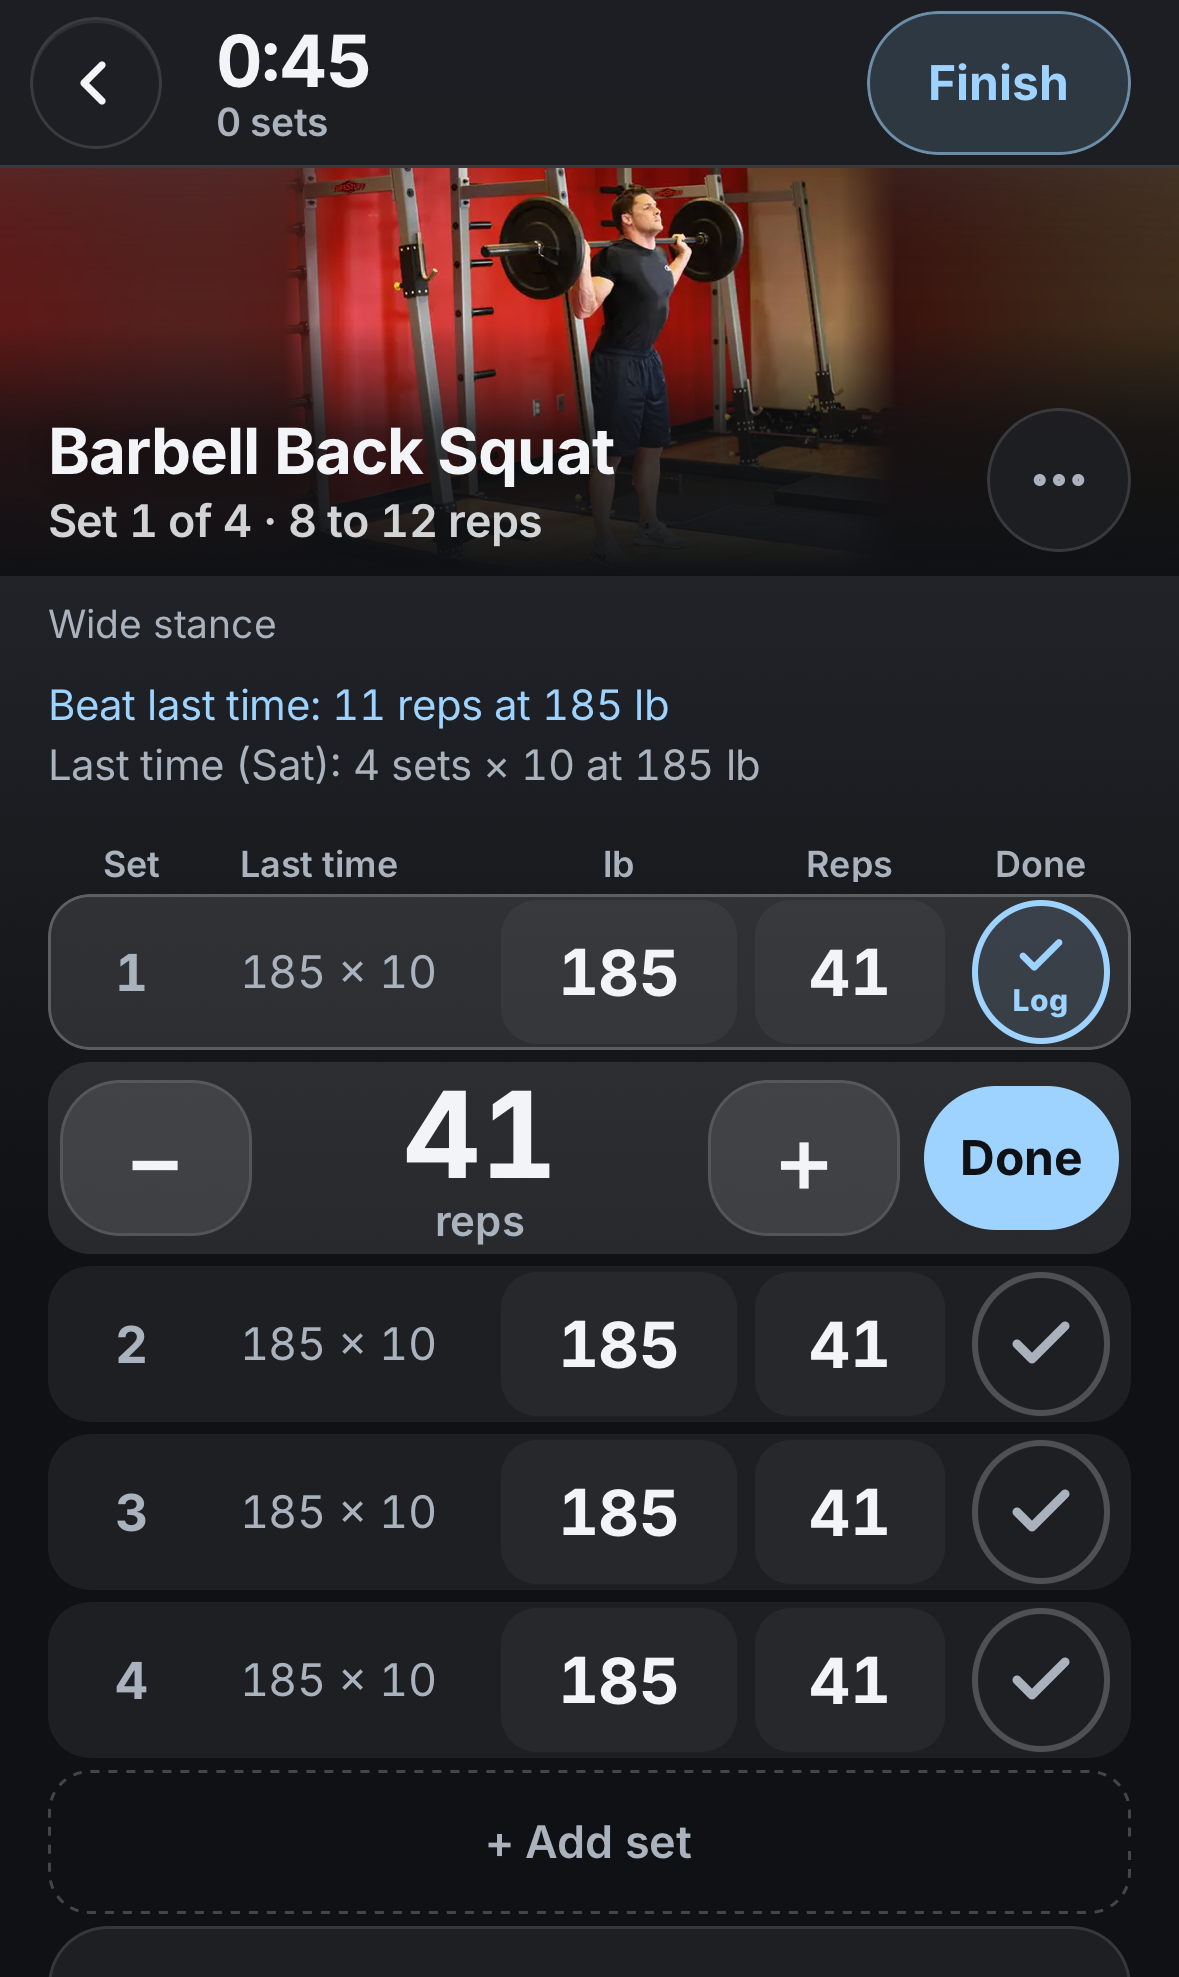 0:45
0 sets
Finish
Barbell Back Squat
Set 1 of 4 · 8 to 12 reps
Wide stance
Beat last time: 11 reps at 185 lb
Last time (Sat): 4 sets × 10 at 185 lb
Set Last time lb Reps Done
1 185 × 10 185 41 Log
− 41 + Done
reps
2 185 × 10 185 41
3 185 × 10 185 41
4 185 × 10 185 41
+ Add set